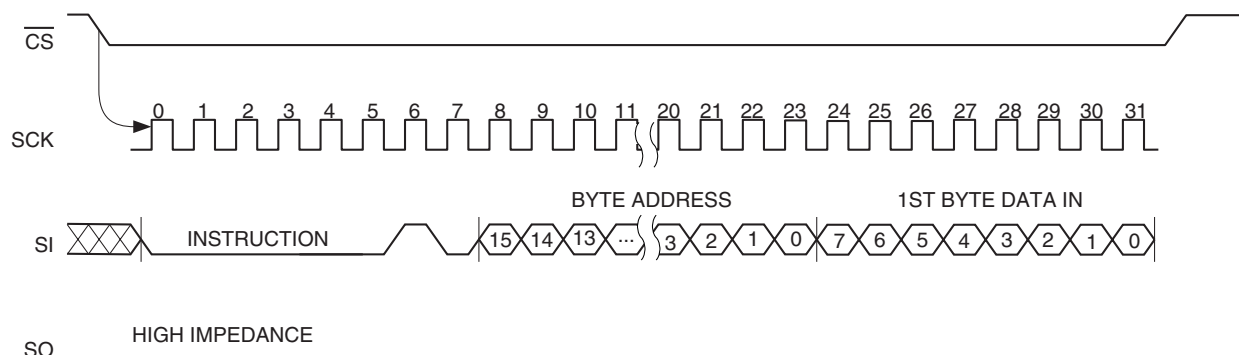 CS
0 1 2 3 4 5 6 7 8 9 10 11 20 21 22 23 24 25 26 27 28 29 30 31
SCK
BYTE ADDRESS 1ST BYTE DATA IN
SI INSTRUCTION 15 14 13 ... 3 2 1 0 7 6 5 4 3 2 1 0
HIGH IMPEDANCE
SO